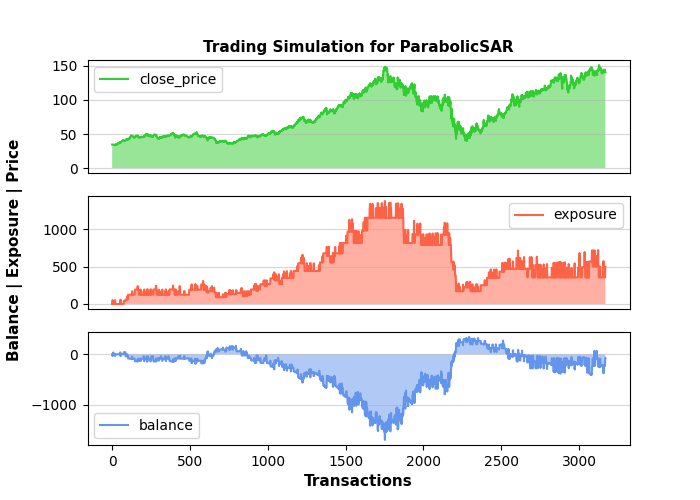 Trading Simulation for ParabolicSAR
150
100
50
0
close_price
1000
500
0
exposure
0
−1000
balance
0 500 1000 1500 2000 2500 3000
Transactions
Balance | Exposure | Price